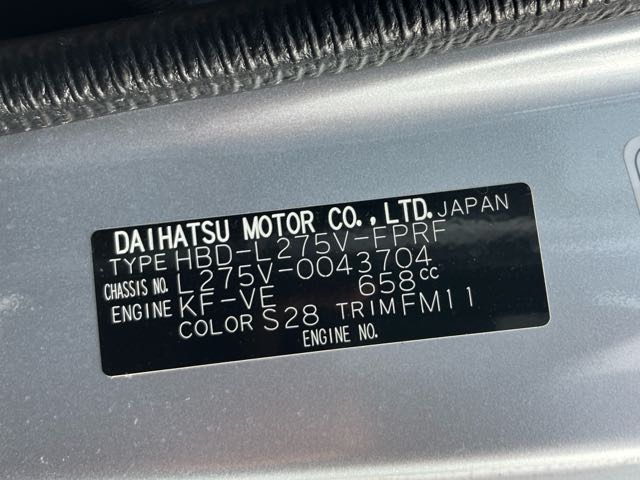 DAIHATSU MOTOR CO., LTD. JAPAN
TYPE HBD-L275V-FPRF
CHASSIS NO. L275V-0043704
ENGINE KF-VE 658cc
COLOR S28 TRIM FM11
ENGINE NO.